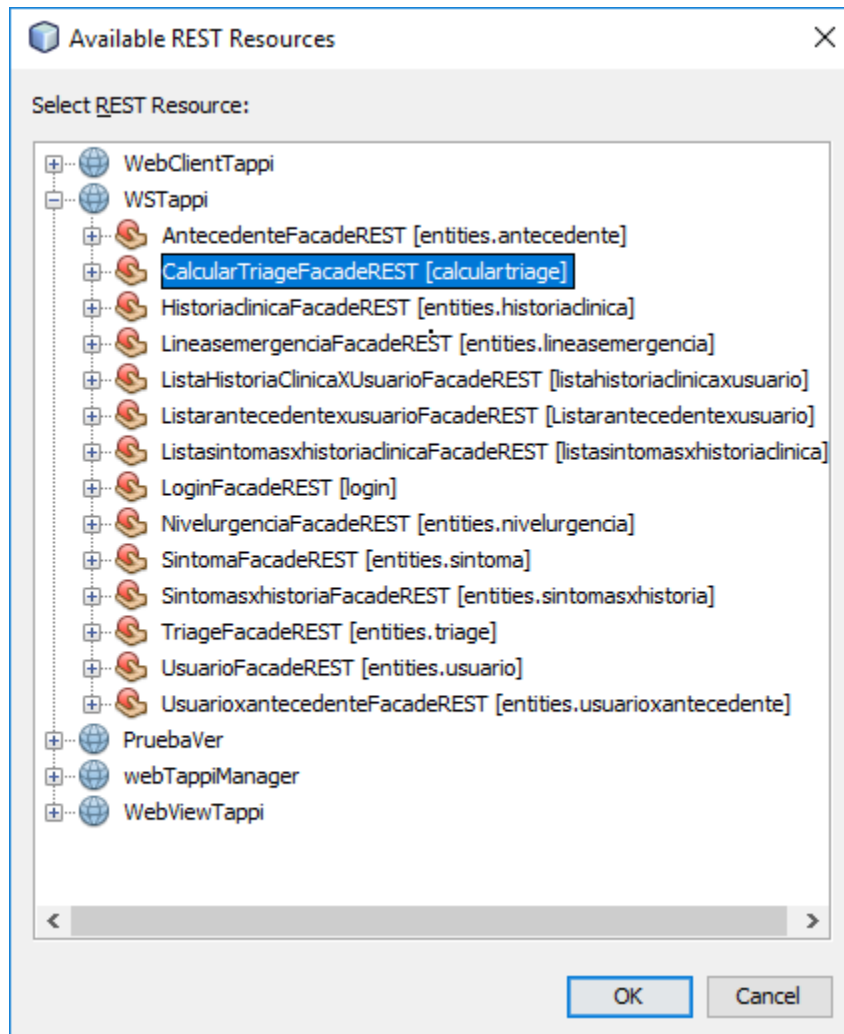 Available REST Resources
Select REST Resource:
WebClientTappi
WSTappi
AntecedenteFacadeREST [entities.antecedente]
CalcularTriageFacadeREST [calculartriage]
HistoriaclinicaFacadeREST [entities.historiaclinica]
LineasemergenciaFacadeREST [entities.lineasemergencia]
ListaHistoriaClinicaXUsuarioFacadeREST [listahistoriaclinicaxusuario]
ListarantecedentexusuarioFacadeREST [Listarantecedentexusuario]
ListasintomasxhistoriaclinicaFacadeREST [listasintomasxhistoriaclinica]
LoginFacadeREST [login]
NivelurgenciaFacadeREST [entities.nivelurgencia]
SintomaFacadeREST [entities.sintoma]
SintomasxhistoriaFacadeREST [entities.sintomasxhistoria]
TriageFacadeREST [entities.triage]
UsuarioFacadeREST [entities.usuario]
UsuarioxantecedenteFacadeREST [entities.usuarioxantecedente]
PruebaVer
webTappiManager
WebViewTappi
OK Cancel